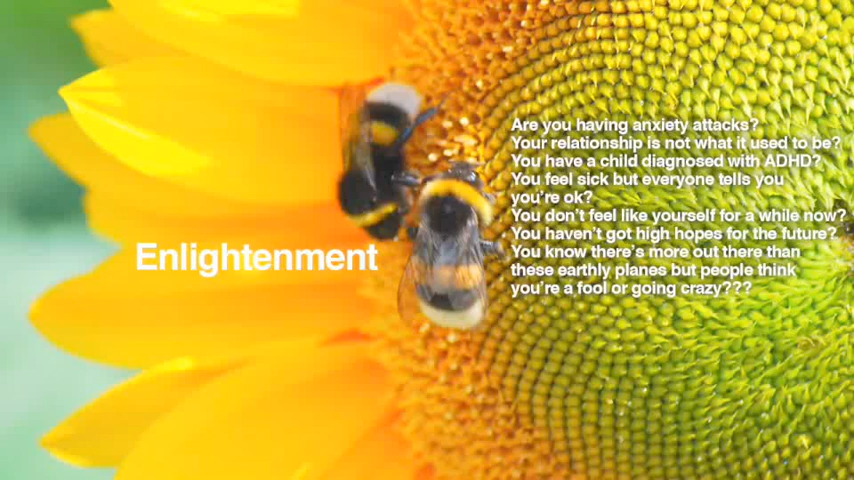 Enlightenment
Are you having anxiety attacks?
Your relationship is not what it used to be?
You have a child diagnosed with ADHD?
You feel sick but everyone tells you
you're ok?
You don't feel like yourself for a while now?
You haven't got high hopes for the future?
You know there's more out there than
these earthly planes but people think
you're a fool or going crazy???